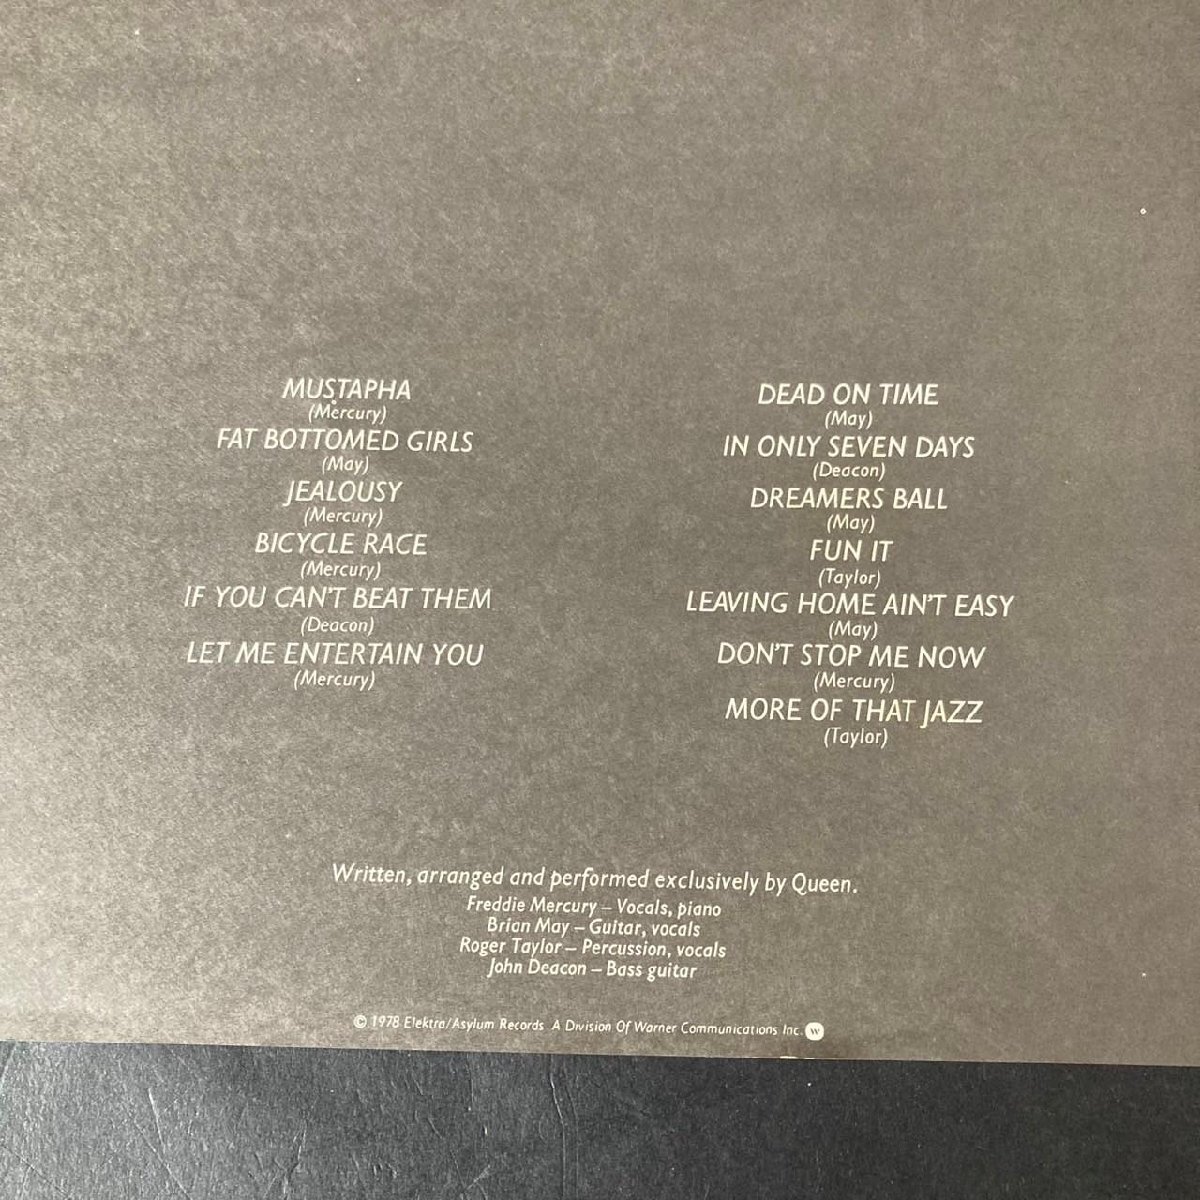 MUSTAPHA
(Mercury)
FAT BOTTOMED GIRLS
(May)
JEALOUSY
(Mercury)
BICYCLE RACE
(Mercury)
IF YOU CAN'T BEAT THEM
(Deacon)
LET ME ENTERTAIN YOU
(Mercury)
DEAD ON TIME
(May)
IN ONLY SEVEN DAYS
(Deacon)
DREAMERS BALL
(May)
FUN IT
(Taylor)
LEAVING HOME AIN'T EASY
(May)
DON'T STOP ME NOW
(Mercury)
MORE OF THAT JAZZ
(Taylor)
Written, arranged and performed exclusively by Queen.
Freddie Mercury – Vocals, piano
Brian May – Guitar, vocals
Roger Taylor – Percussion, vocals
John Deacon – Bass guitar
© 1978 Elektra/Asylum Records A Division Of Warner Communications Inc. W